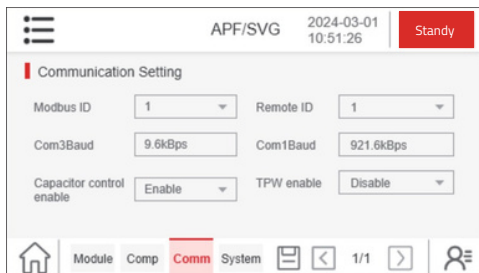 APF/SVG 2024-03-01 10:51:26 Standy
Communication Setting
Modbus ID 1 Remote ID 1
Com3Baud 9.6kBps Com1Baud 921.6kBps
Capacitor control enable Enable TPW enable Disable
Module Comp Comm System 1/1